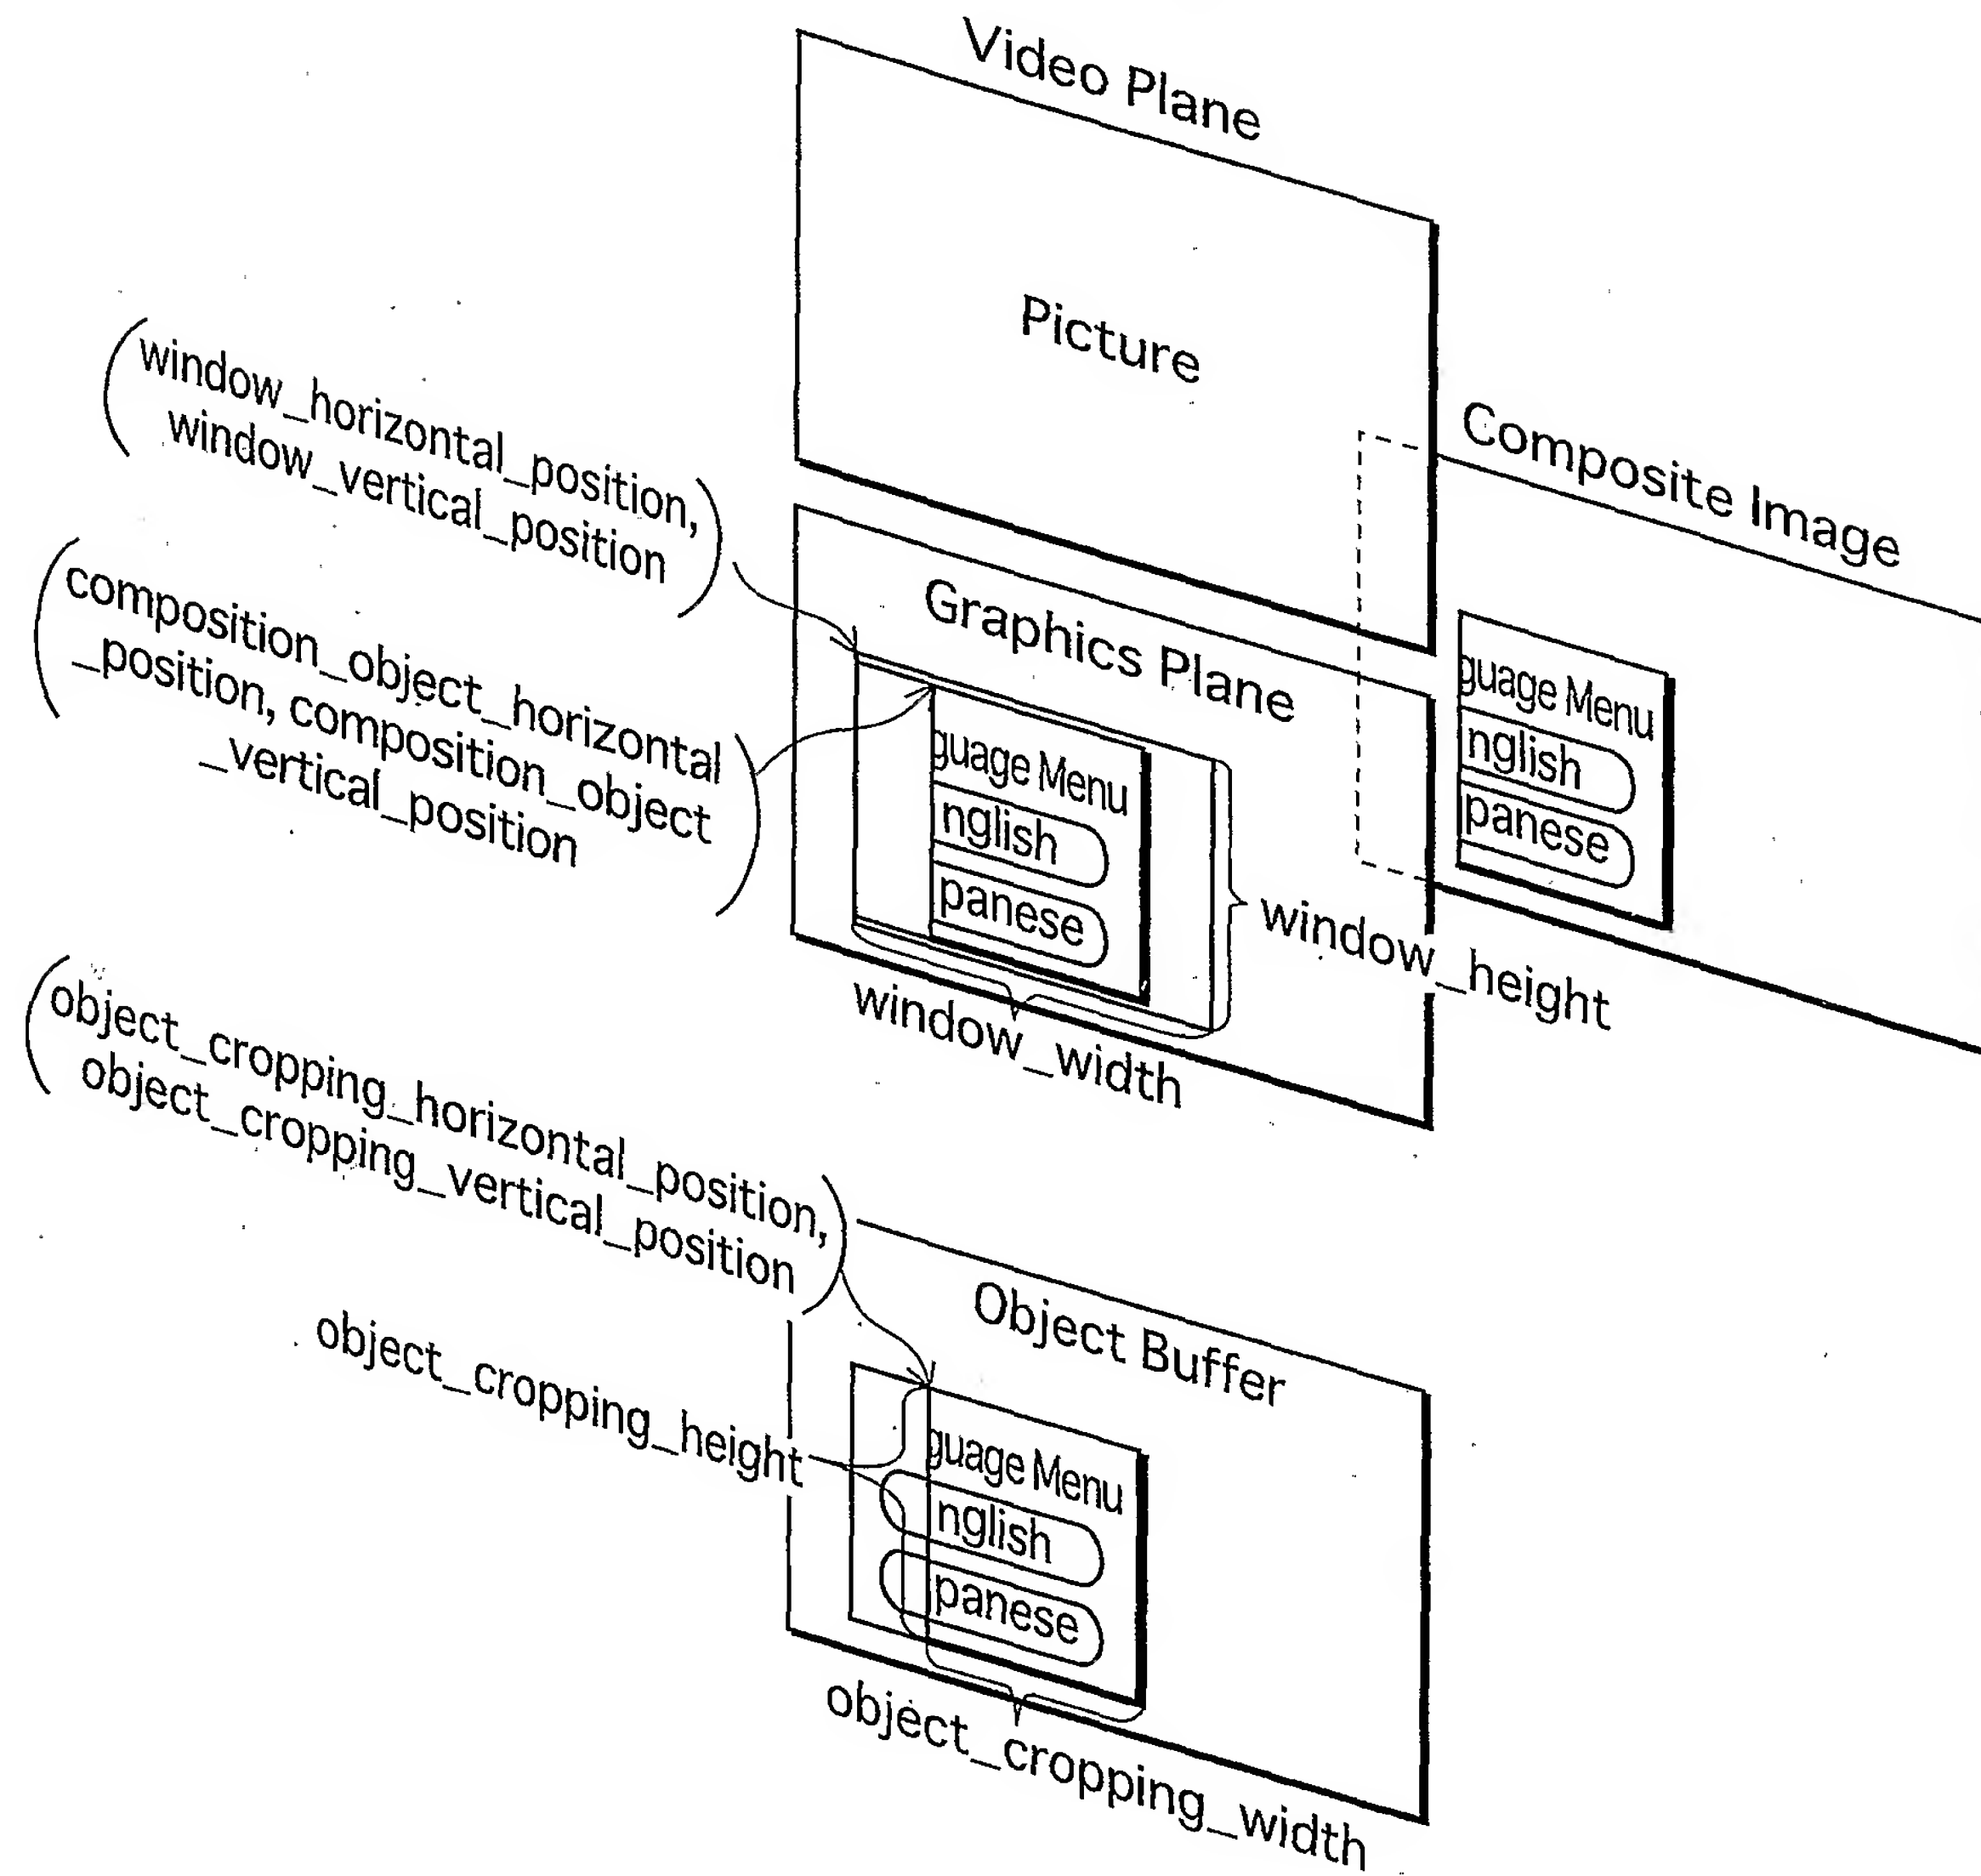 Video Plane
Picture
Composite Image
guage Menu
nglish
panese
(window_horizontal_position,
window_vertical_position)
Graphics Plane
(composition_object_horizontal
_position, composition_object
_vertical_position)
guage Menu
nglish
panese
window_height
window_width
(object_cropping_horizontal_position,
object_cropping_vertical_position)
Object Buffer
object_cropping_height
guage Menu
nglish
panese
object_cropping_width